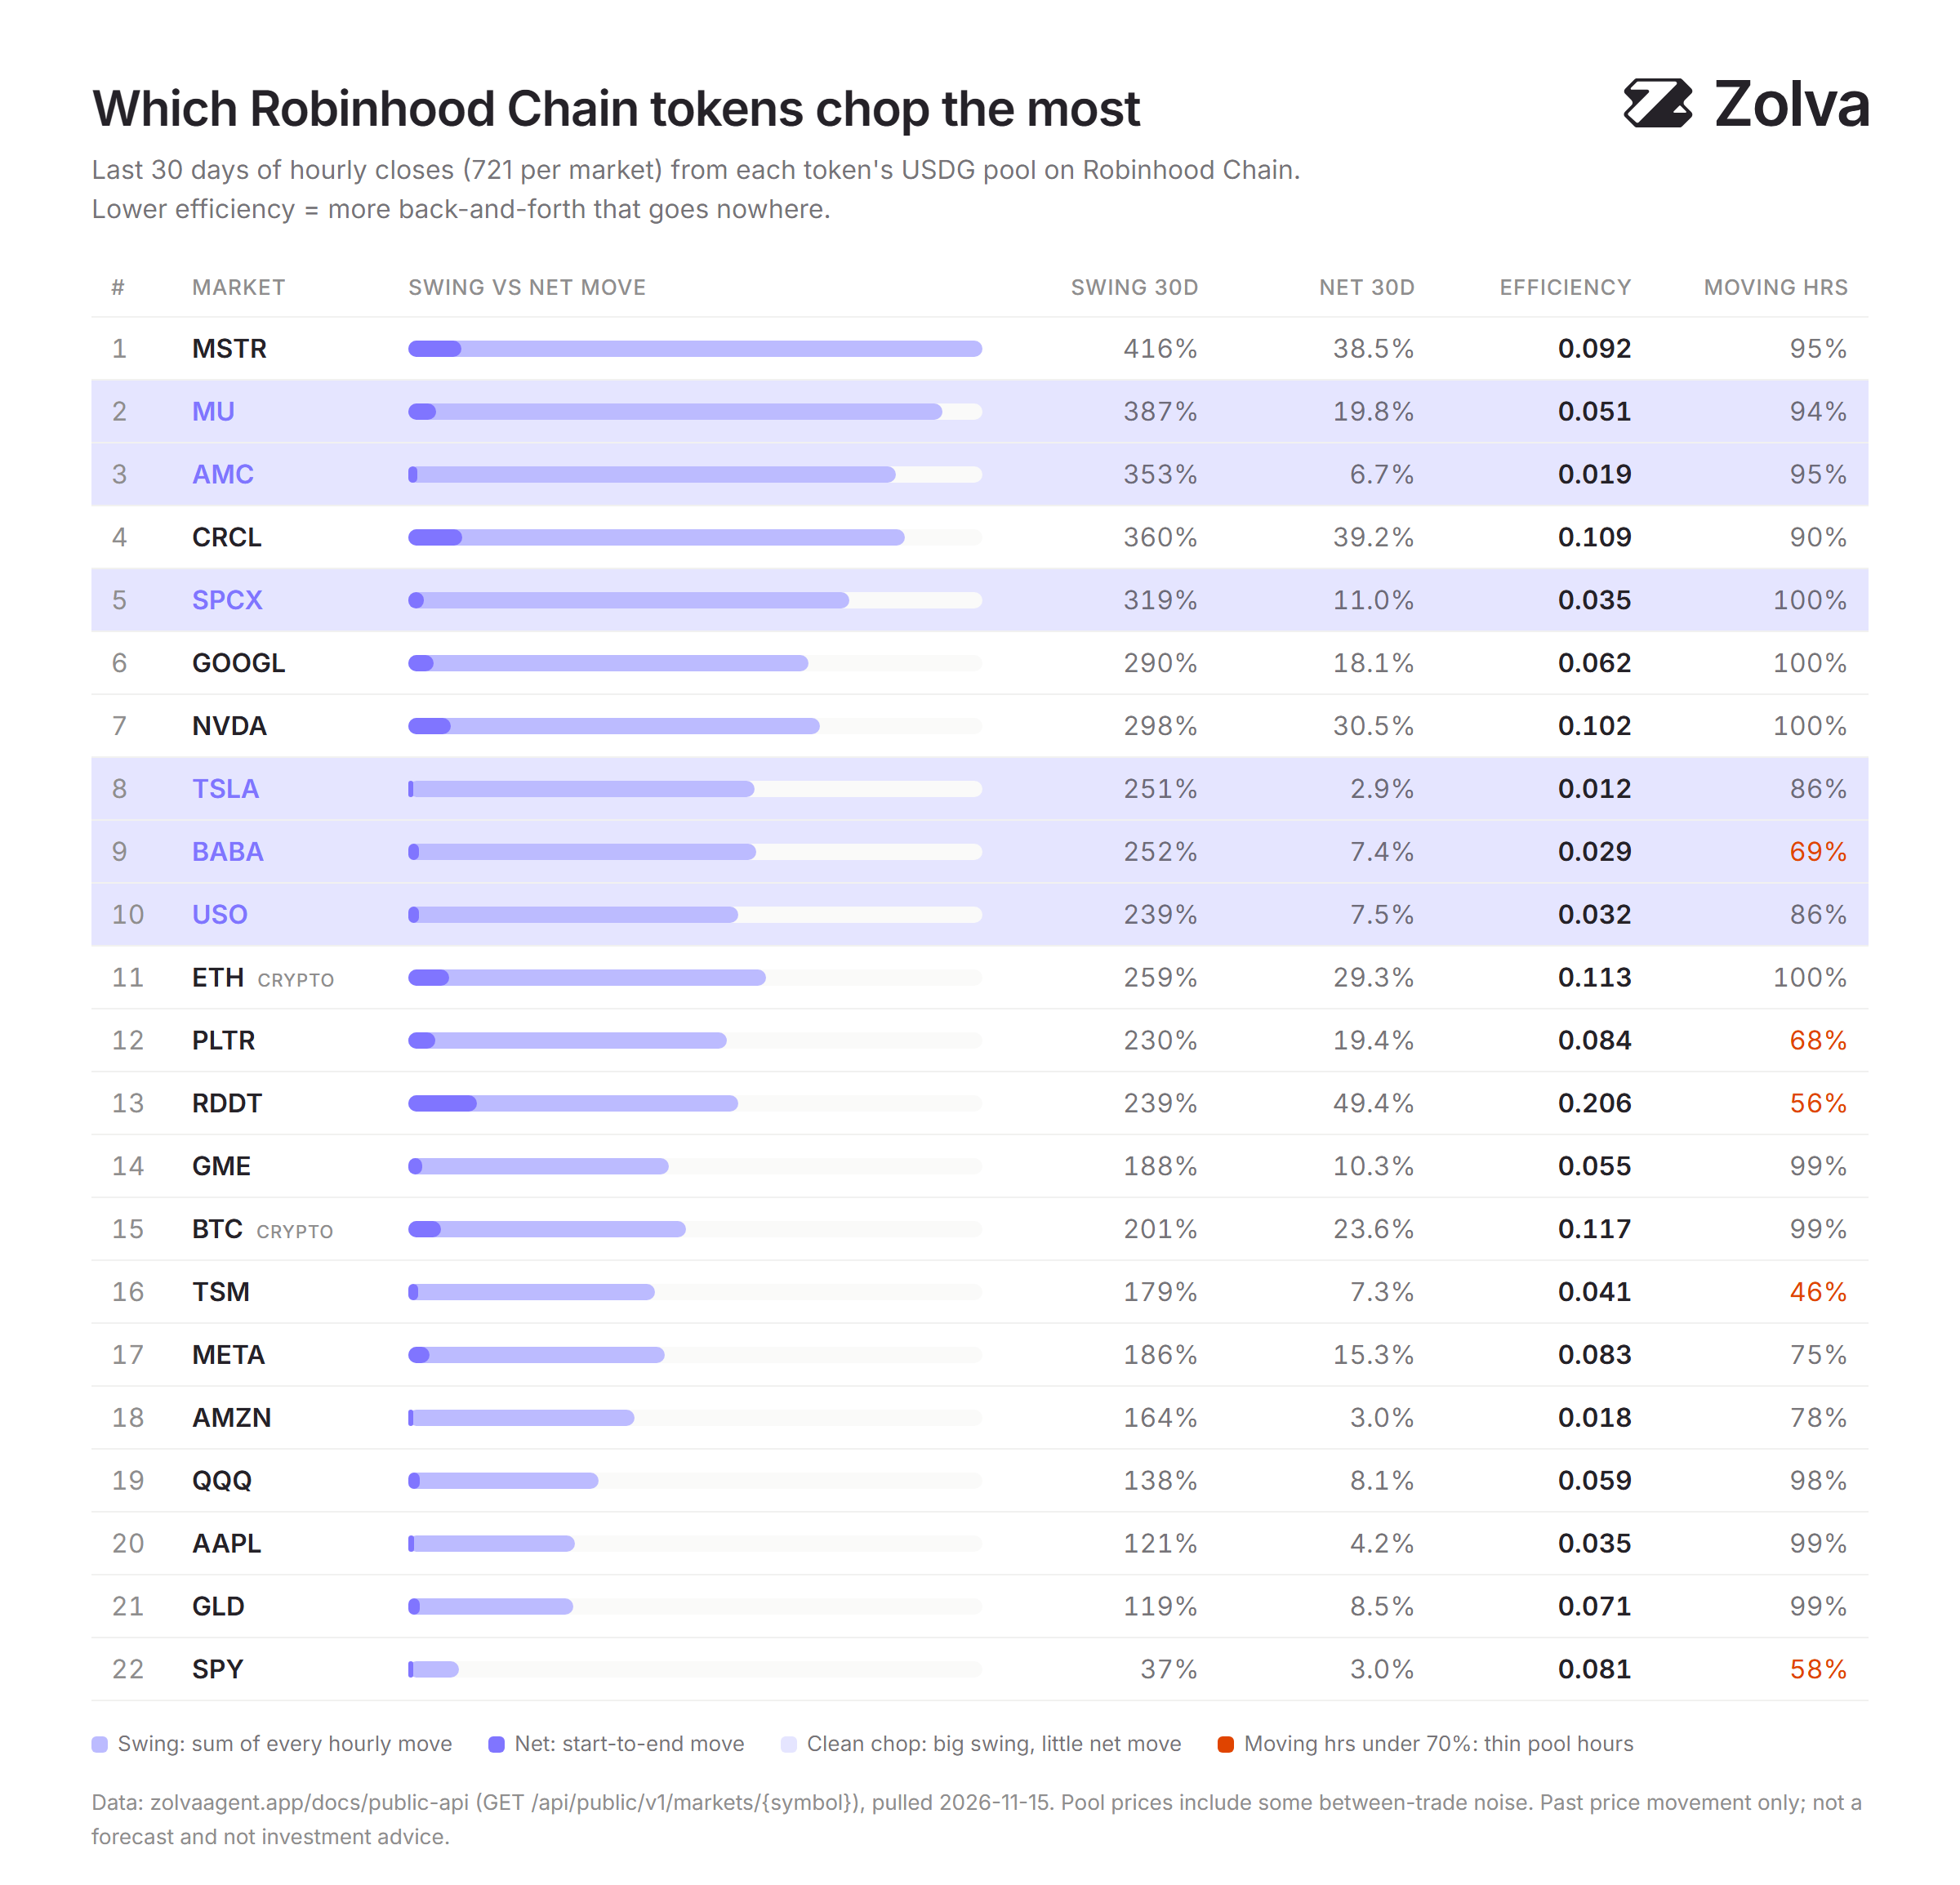 Which Robinhood Chain tokens chop the most
Zolva
Last 30 days of hourly closes (721 per market) from each token's USDG pool on Robinhood Chain.
Lower efficiency = more back-and-forth that goes nowhere.
# MARKET SWING VS NET MOVE SWING 30D NET 30D EFFICIENCY MOVING HRS
1 MSTR 416% 38.5% 0.092 95%
2 MU 387% 19.8% 0.051 94%
3 AMC 353% 6.7% 0.019 95%
4 CRCL 360% 39.2% 0.109 90%
5 SPCX 319% 11.0% 0.035 100%
6 GOOGL 290% 18.1% 0.062 100%
7 NVDA 298% 30.5% 0.102 100%
8 TSLA 251% 2.9% 0.012 86%
9 BABA 252% 7.4% 0.029 69%
10 USO 239% 7.5% 0.032 86%
11 ETH CRYPTO 259% 29.3% 0.113 100%
12 PLTR 230% 19.4% 0.084 68%
13 RDDT 239% 49.4% 0.206 56%
14 GME 188% 10.3% 0.055 99%
15 BTC CRYPTO 201% 23.6% 0.117 99%
16 TSM 179% 7.3% 0.041 46%
17 META 186% 15.3% 0.083 75%
18 AMZN 164% 3.0% 0.018 78%
19 QQQ 138% 8.1% 0.059 98%
20 AAPL 121% 4.2% 0.035 99%
21 GLD 119% 8.5% 0.071 99%
22 SPY 37% 3.0% 0.081 58%
Swing: sum of every hourly move Net: start-to-end move Clean chop: big swing, little net move Moving hrs under 70%: thin pool hours
Data: zolvaagent.app/docs/public-api (GET /api/public/v1/markets/{symbol}), pulled 2026-11-15. Pool prices include some between-trade noise. Past price movement only; not a
forecast and not investment advice.